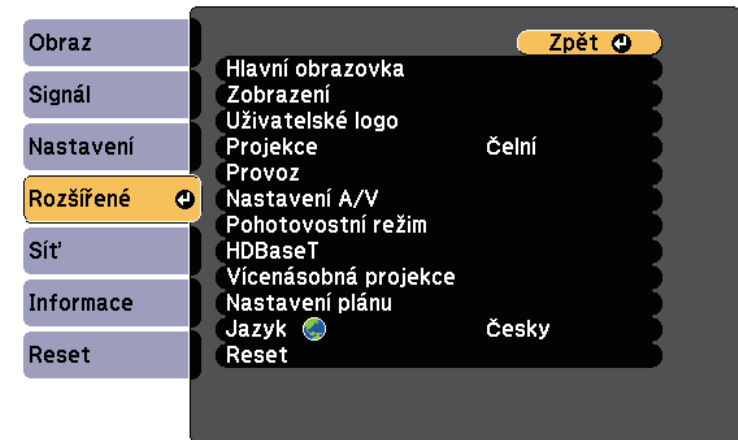 Obraz
Signál
Nastavení
Rozšířené
Síť
Informace
Reset
Zpět
Hlavní obrazovka
Zobrazení
Uživatelské logo
Projekce Čelní
Provoz
Nastavení A/V
Pohotovostní režim
HDBaseT
Vícenásobná projekce
Nastavení plánu
Jazyk Česky
Reset